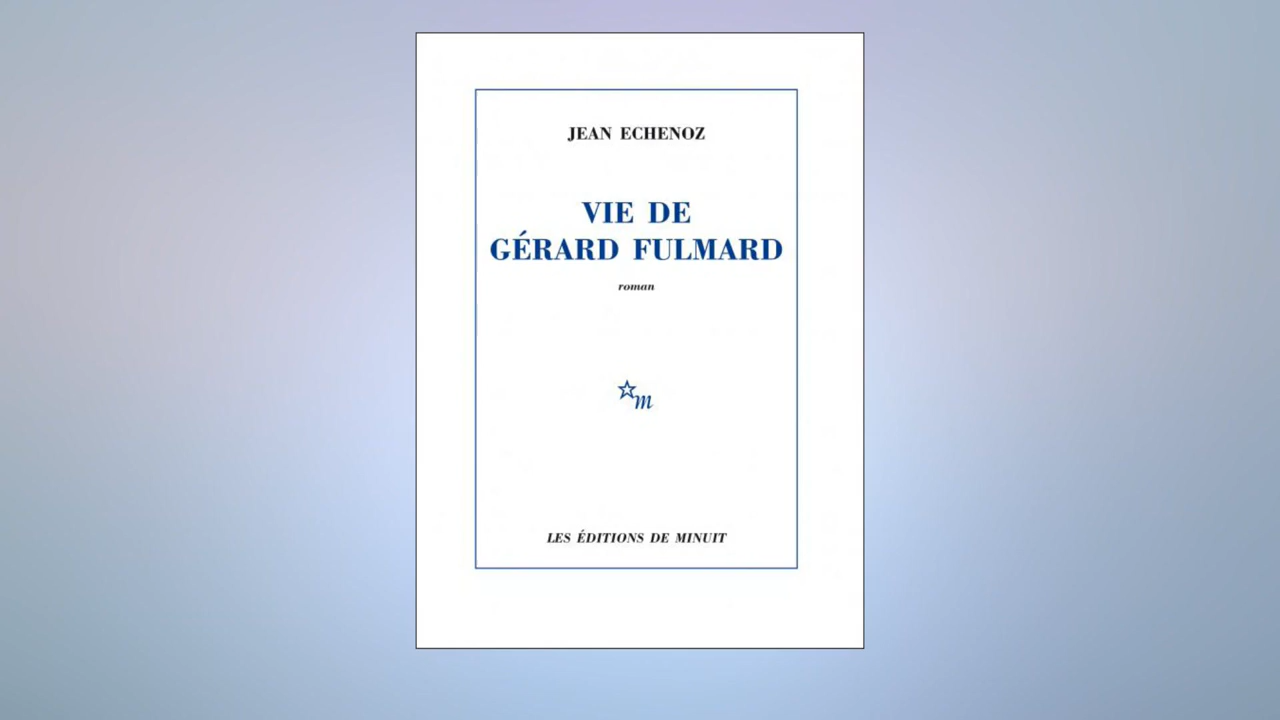 JEAN ECHENOZ
VIE DE
GÉRARD FULMARD
roman
m
LES ÉDITIONS DE MINUIT